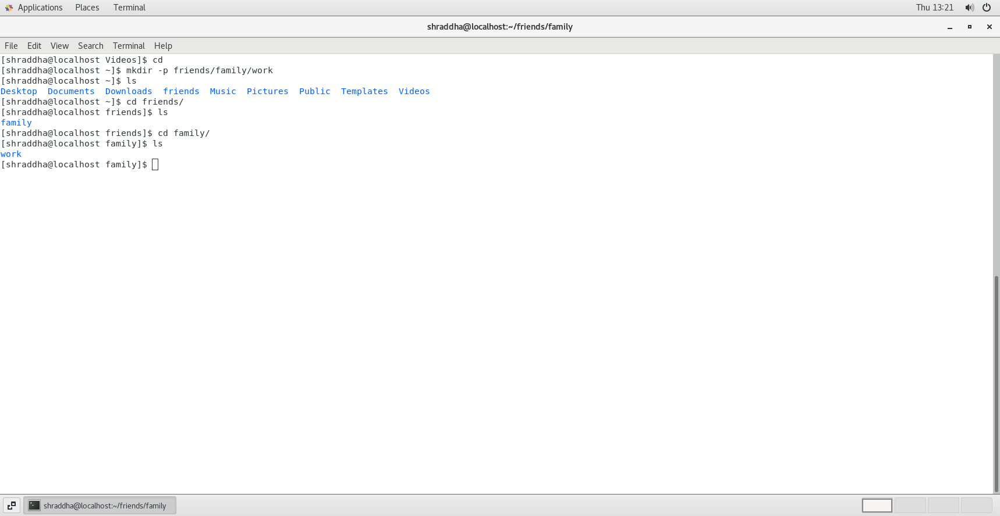 Applications Places Terminal Thu 13:21
shraddha@localhost:~/friends/family
File Edit View Search Terminal Help
[shraddha@localhost Videos]$ cd
[shraddha@localhost ~]$ mkdir -p friends/family/work
[shraddha@localhost ~]$ ls
Desktop  Documents  Downloads  friends  Music  Pictures  Public  Templates  Videos
[shraddha@localhost ~]$ cd friends/
[shraddha@localhost friends]$ ls
family
[shraddha@localhost friends]$ cd family/
[shraddha@localhost family]$ ls
work
[shraddha@localhost family]$
shraddha@localhost:~/friends/family